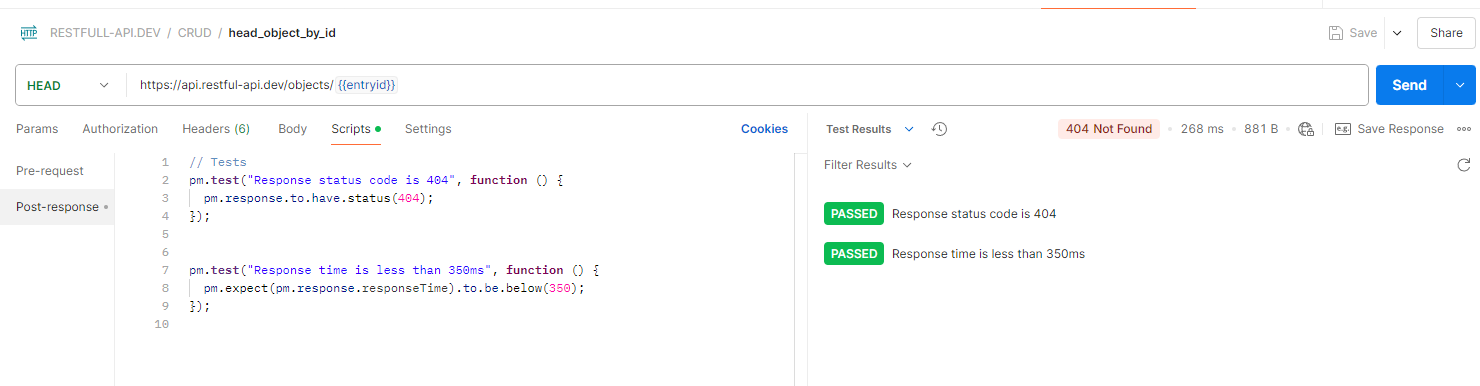 HTTP RESTFULL-API.DEV / CRUD / head_object_by_id
Save
Share
HEAD
https://api.restful-api.dev/objects/ {{entryid}}
Send
Params Authorization Headers (6) Body Scripts Settings
Cookies
Pre-request
Post-response
1 // Tests
2 pm.test("Response status code is 404", function () {
3 pm.response.to.have.status(404);
4 });
5
6
7 pm.test("Response time is less than 350ms", function () {
8 pm.expect(pm.response.responseTime).to.be.below(350);
9 });
10
Test Results
404 Not Found • 268 ms • 881 B
e.g. Save Response
Filter Results
PASSED Response status code is 404
PASSED Response time is less than 350ms